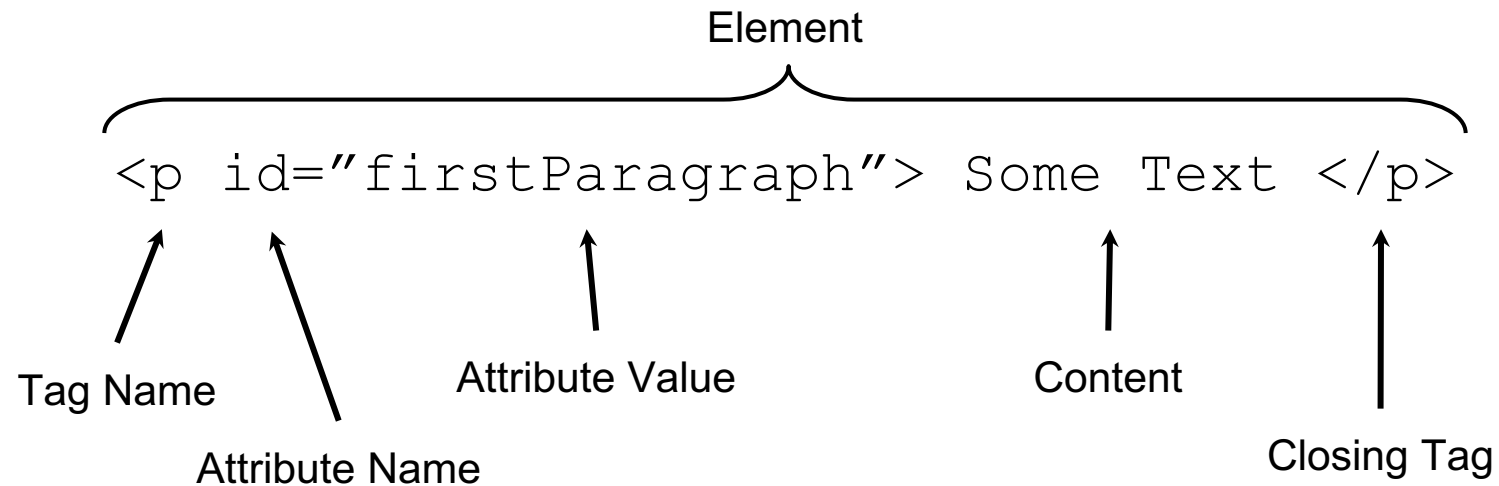 Element
<p id=”firstParagraph”> Some Text </p>
Tag Name
Attribute Value
Content
Attribute Name
Closing Tag